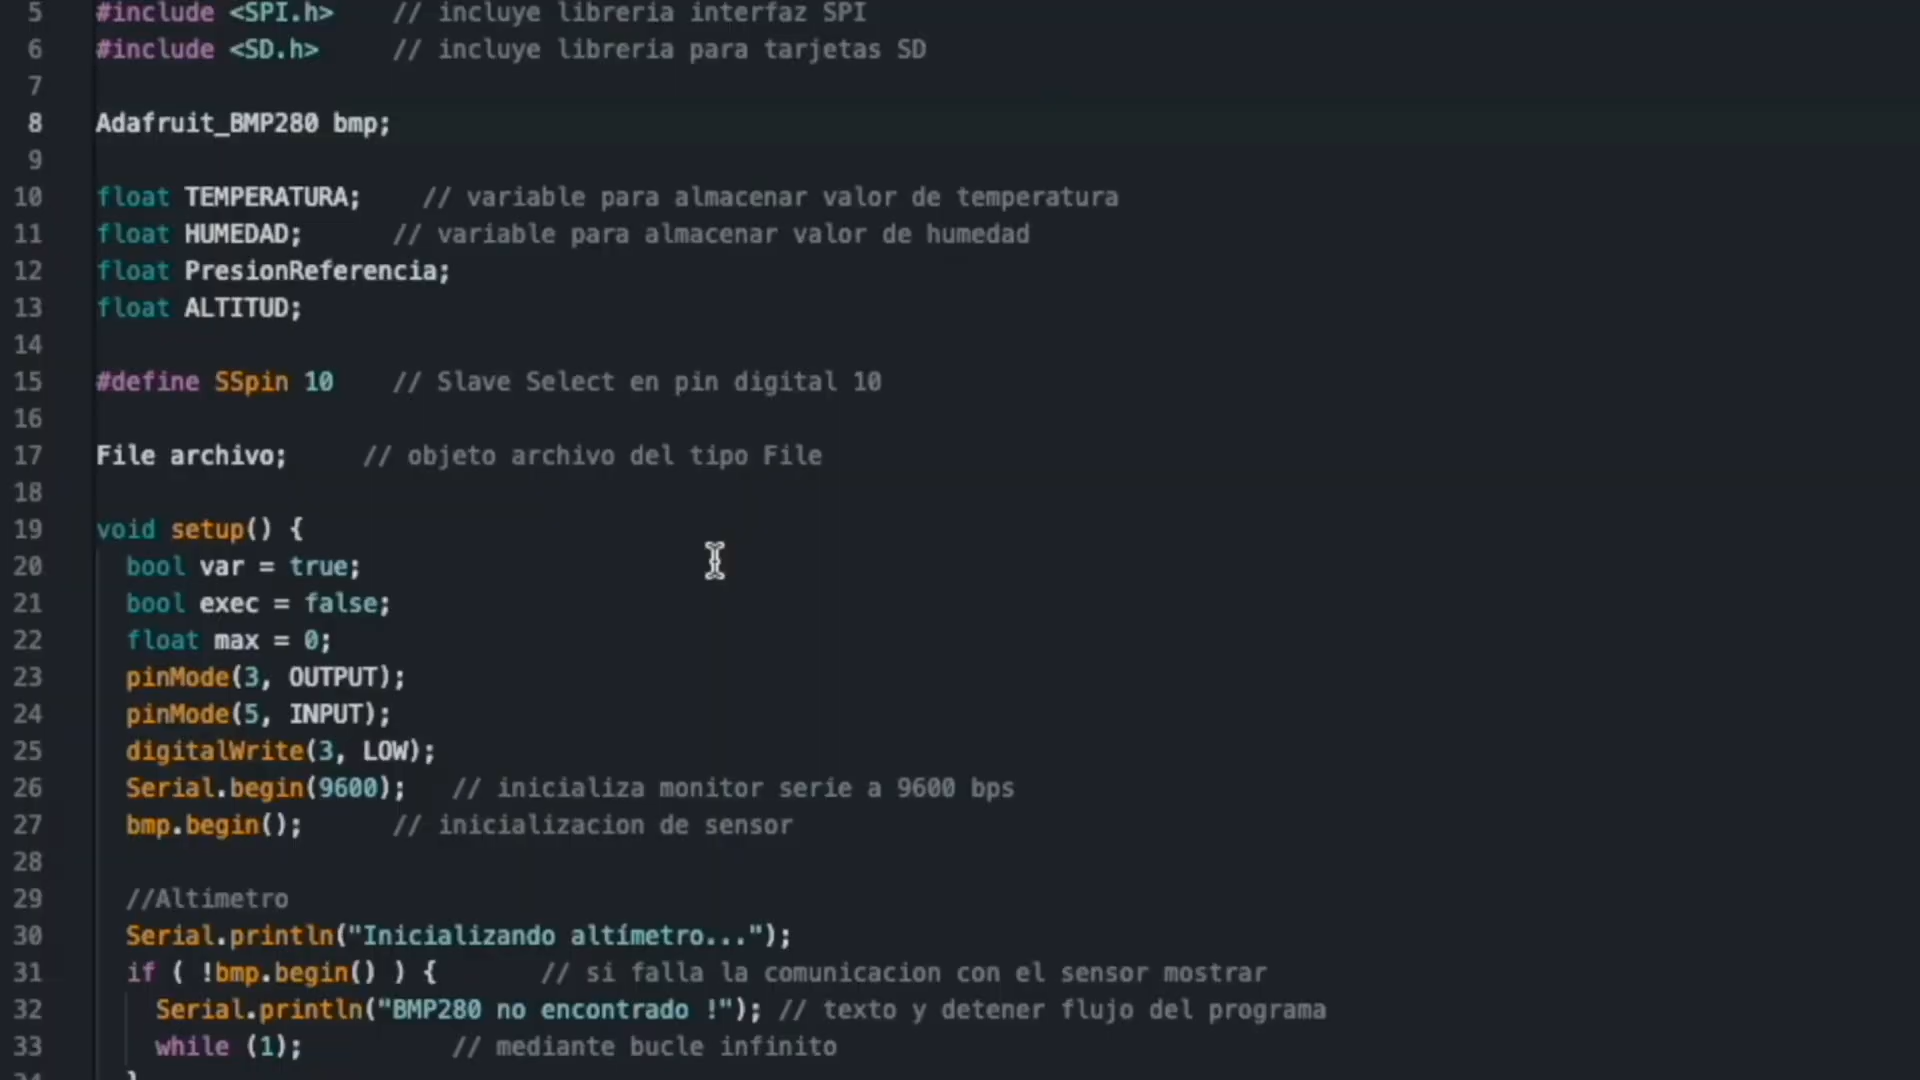 5 #include <SPI.h> // incluye libreria interfaz SPI
6 #include <SD.h> // incluye libreria para tarjetas SD
7
8 Adafruit_BMP280 bmp;
9
10 float TEMPERATURA; // variable para almacenar valor de temperatura
11 float HUMEDAD; // variable para almacenar valor de humedad
12 float PresionReferencia;
13 float ALTITUD;
14
15 #define SSpin 10 // Slave Select en pin digital 10
16
17 File archivo; // objeto archivo del tipo File
18
19 void setup() {
20 bool var = true;
21 bool exec = false;
22 float max = 0;
23 pinMode(3, OUTPUT);
24 pinMode(5, INPUT);
25 digitalWrite(3, LOW);
26 Serial.begin(9600); // inicializa monitor serie a 9600 bps
27 bmp.begin(); // inicializacion de sensor
28
29 //Altimetro
30 Serial.println("Inicializando altímetro...");
31 if ( !bmp.begin() ) { // si falla la comunicacion con el sensor mostrar
32 Serial.println("BMP280 no encontrado !"); // texto y detener flujo del programa
33 while (1); // mediante bucle infinito